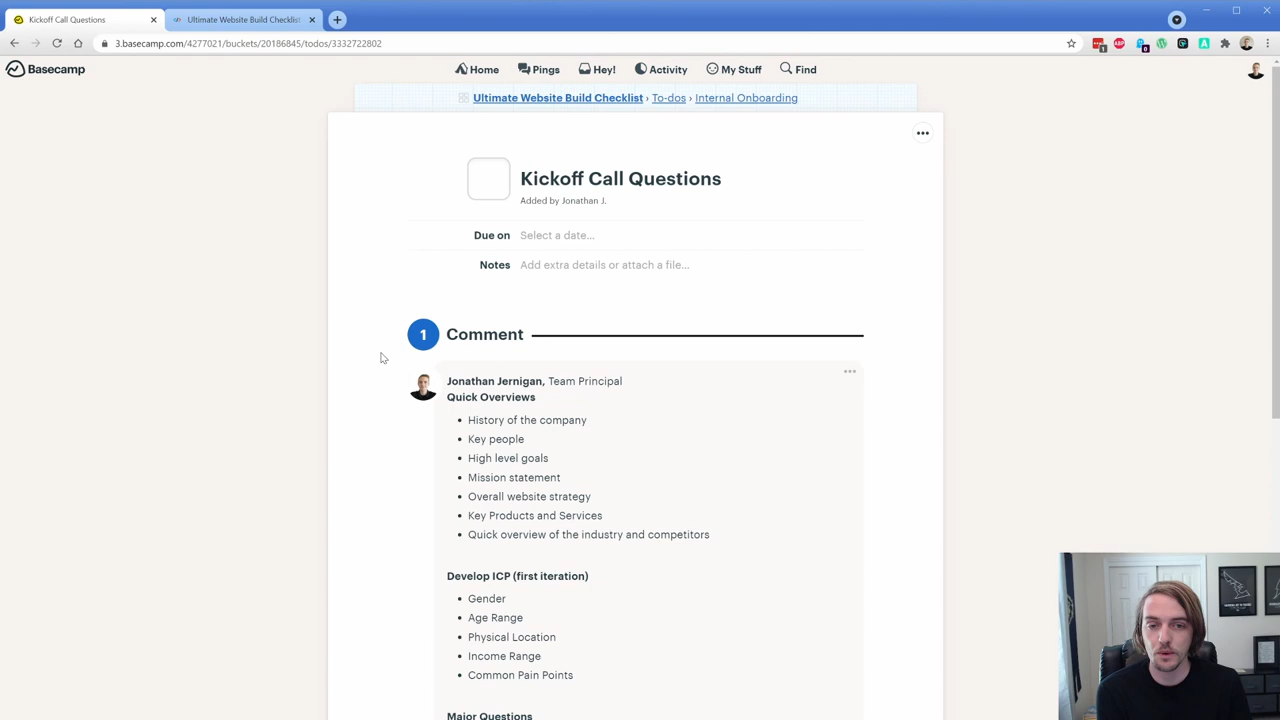 Kickoff Call Questions
Ultimate Website Build Checklist
3.basecamp.com/4277021/buckets/20186845/todos/3332722802
Basecamp
Home
Pings
Hey!
Activity
My Stuff
Find
Ultimate Website Build Checklist › To-dos › Internal Onboarding
Kickoff Call Questions
Added by Jonathan J.
Due on
Select a date...
Notes
Add extra details or attach a file...
1
Comment
Jonathan Jernigan, Team Principal
Quick Overviews
• History of the company
• Key people
• High level goals
• Mission statement
• Overall website strategy
• Key Products and Services
• Quick overview of the industry and competitors
Develop ICP (first iteration)
• Gender
• Age Range
• Physical Location
• Income Range
• Common Pain Points
Major Questions